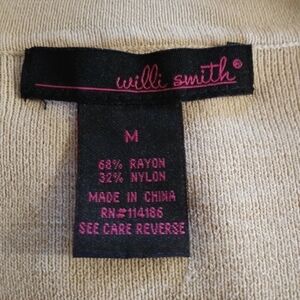 willi smith®
M
68% RAYON
32% NYLON
MADE IN CHINA
RN#114186
SEE CARE REVERSE